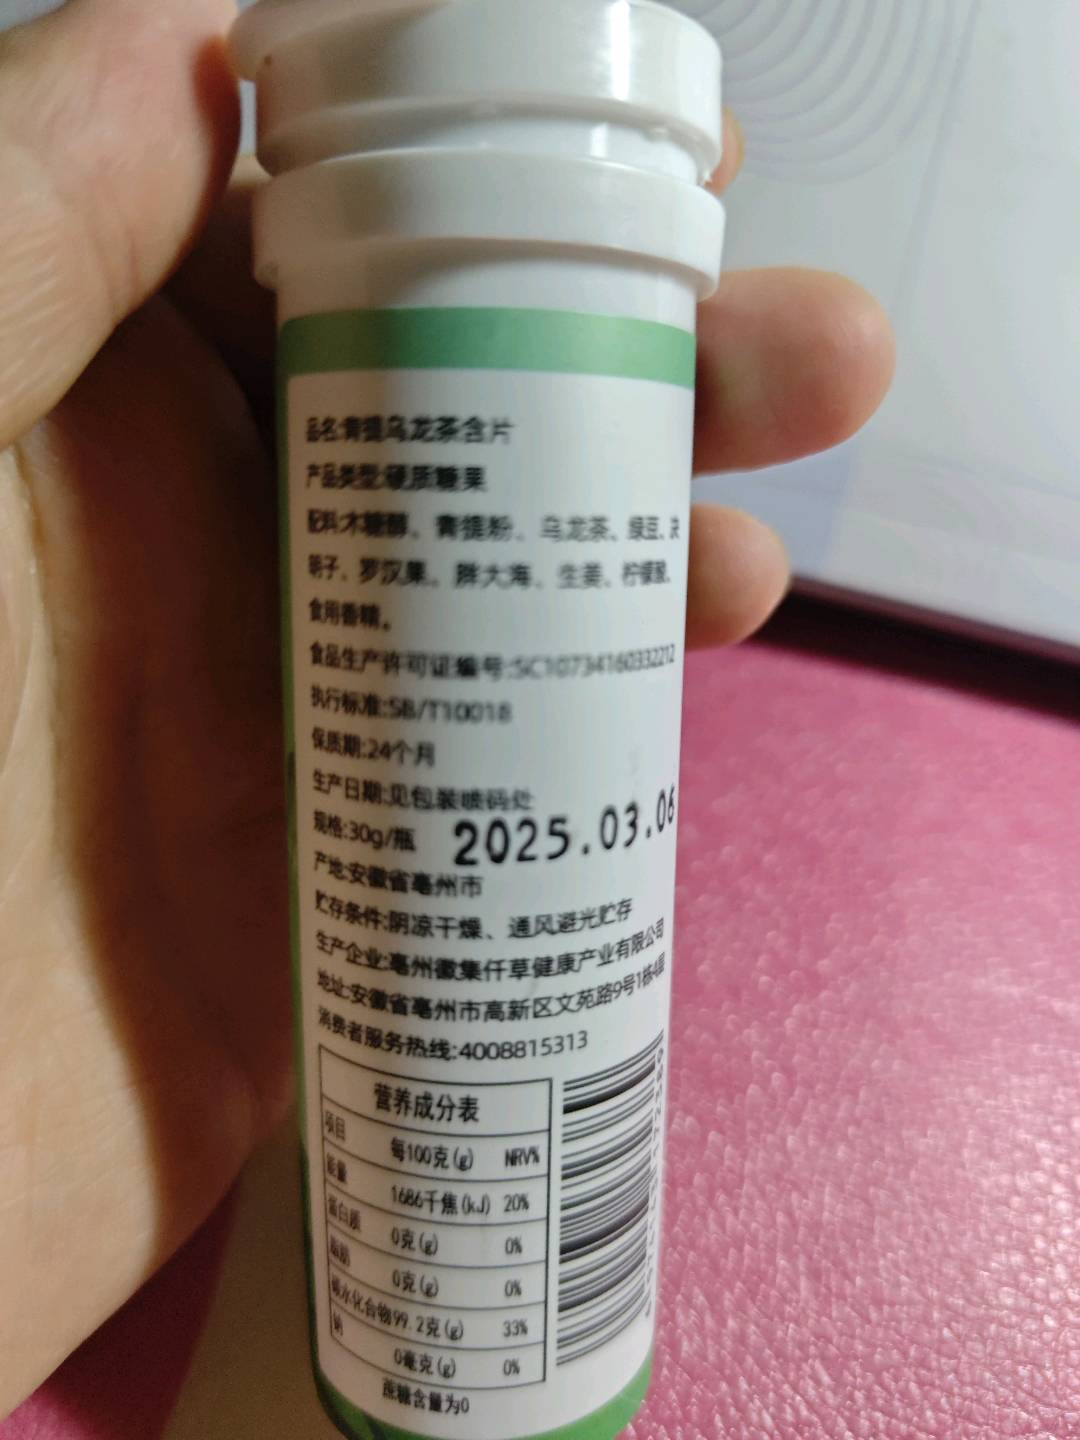 品名:青提乌龙茶含片
产品类型:硬质糖果
配料:木糖醇、青提粉、乌龙茶、绿豆、决
明子、罗汉果、胖大海、生姜、柠檬酸、
食用香精。
食品生产许可证编号:SC10734160332212
执行标准:SB/T10018
保质期:24个月
生产日期:见包装喷码处
规格:30g/瓶
2025.03.06
产地:安徽省亳州市
贮存条件:阴凉干燥、通风避光贮存
生产企业:亳州徽集仟草健康产业有限公司
地址:安徽省亳州市高新区文苑路9号1栋4层
消费者服务热线:4008815313
营养成分表
项目 每100克(g) NRV%
能量 1686千焦(kJ) 20%
蛋白质 0克(g) 0%
脂肪 0克(g) 0%
碳水化合物 99.2克(g) 33%
钠 0毫克(g) 0%
蔗糖含量为0